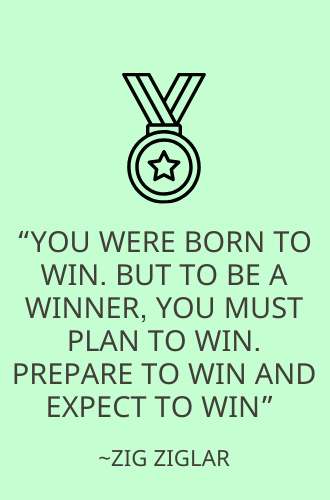 “YOU WERE BORN TO
WIN. BUT TO BE A
WINNER, YOU MUST
PLAN TO WIN.
PREPARE TO WIN AND
EXPECT TO WIN”
~ZIG ZIGLAR